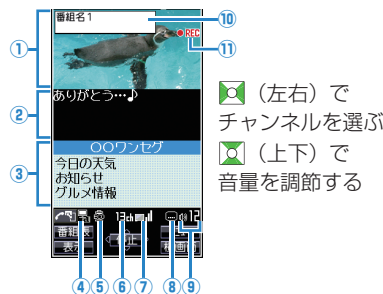 番組名1
⑩
①
●REC
⑪
ありがとう…♪
②
○○ワンセグ
今日の天気
お知らせ
グルメ情報
③
13ch
12
番組表
④
⑤
⑥
⑦
⑧
⑨
(左右)で
チャンネルを選ぶ
(上下)で
音量を調節する